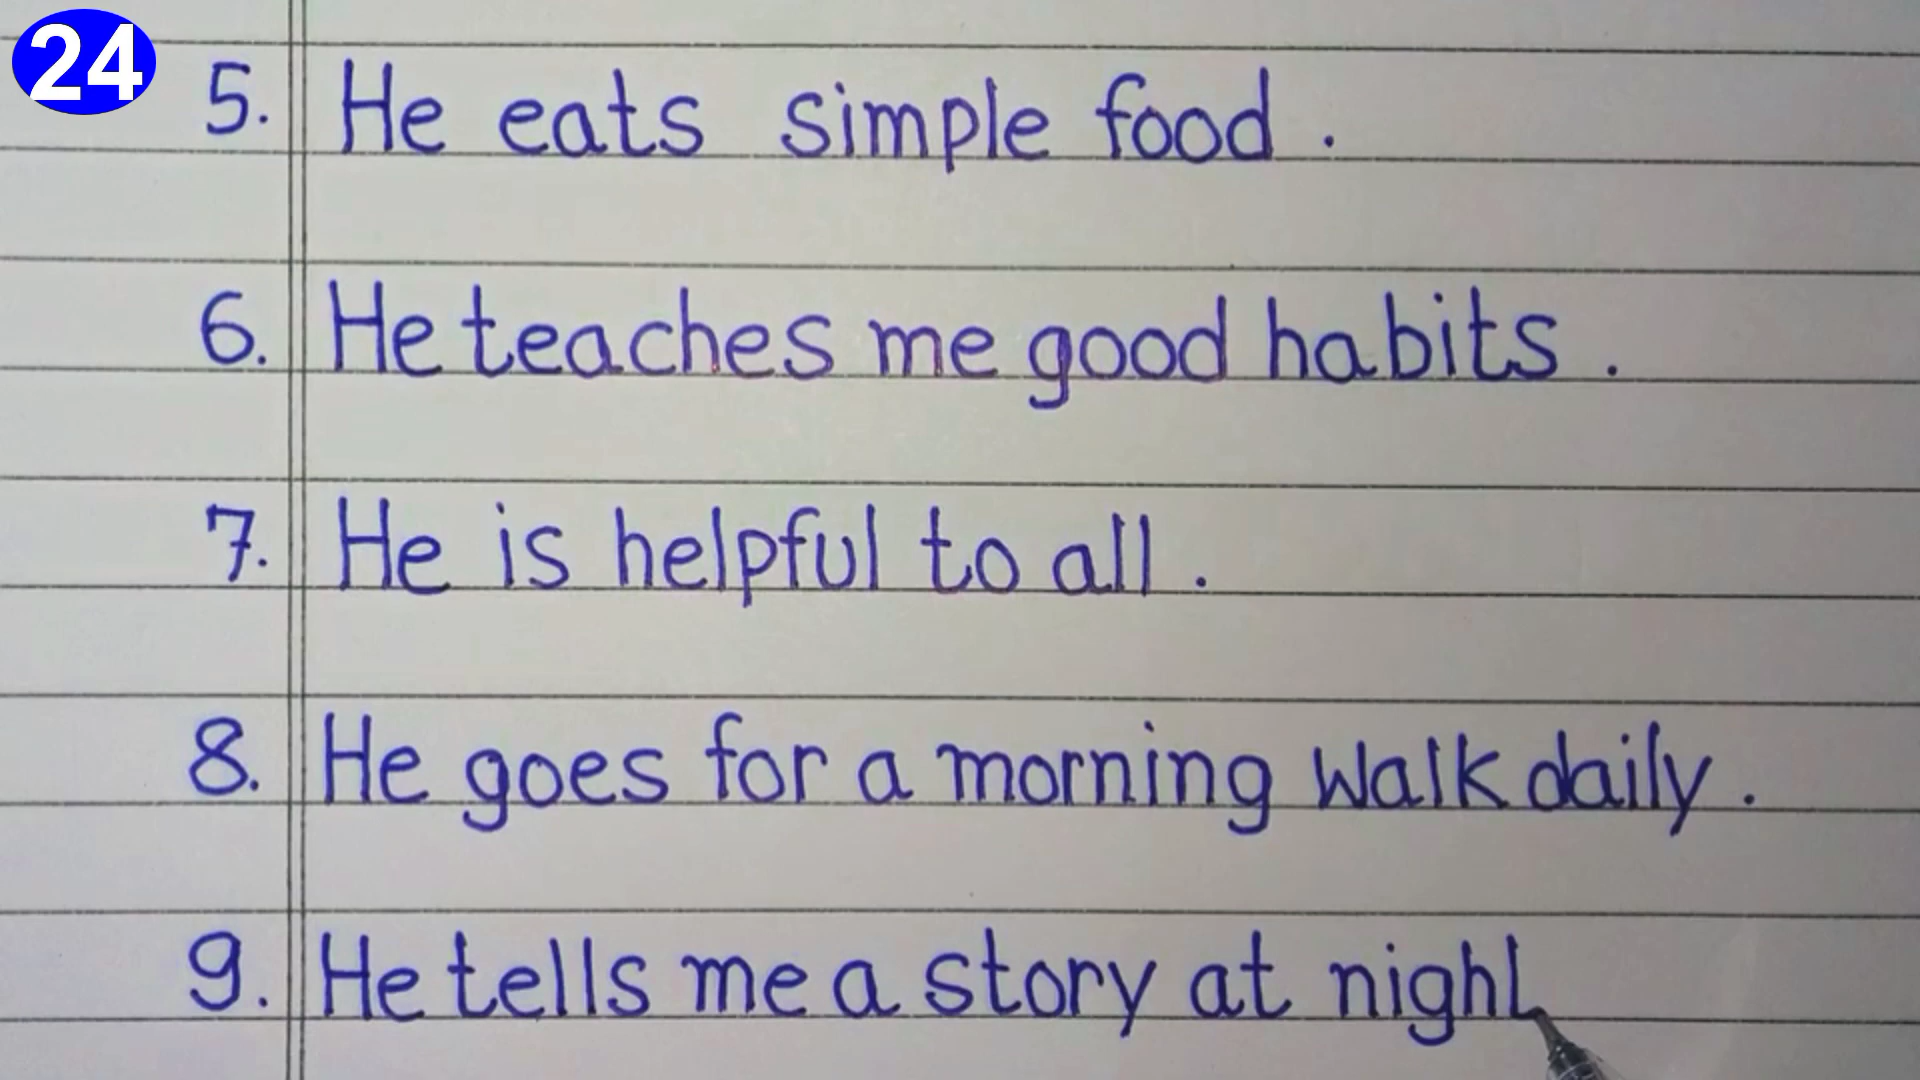 24
5. He eats simple food .
6. He teaches me good habits .
7. He is helpful to all .
8. He goes for a morning walk daily .
9. He tells me a story at night